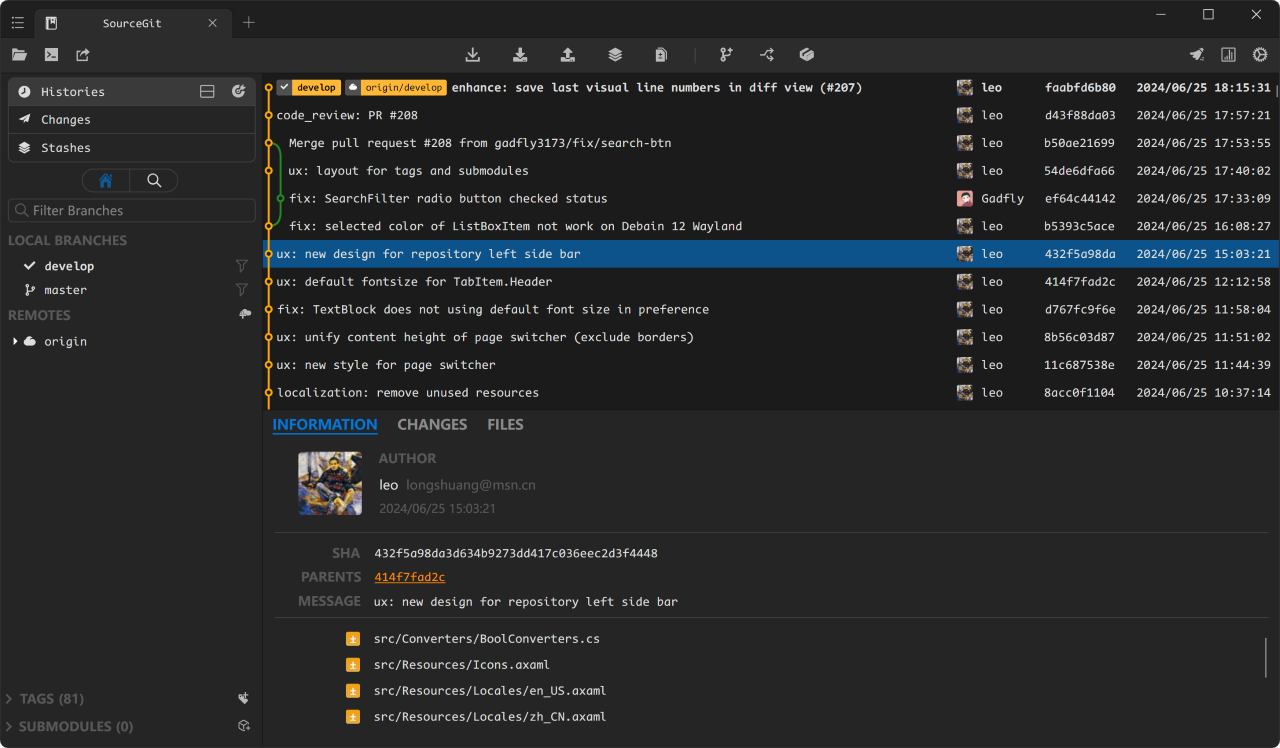 SourceGit
Histories
Changes
Stashes
Filter Branches
LOCAL BRANCHES
develop
master
REMOTES
origin
TAGS (81)
SUBMODULES (0)
develop origin/develop enhance: save last visual line numbers in diff view (#207) leo faabfd6b80 2024/06/25 18:15:31
code_review: PR #208 leo d43f88da03 2024/06/25 17:57:21
Merge pull request #208 from gadfly3173/fix/search-btn leo b50ae21699 2024/06/25 17:53:55
ux: layout for tags and submodules leo 54de6dfa66 2024/06/25 17:40:02
fix: SearchFilter radio button checked status Gadfly ef64c44142 2024/06/25 17:33:09
fix: selected color of ListBoxItem not work on Debain 12 Wayland leo b5393c5ace 2024/06/25 16:08:27
ux: new design for repository left side bar leo 432f5a98da 2024/06/25 15:03:21
ux: default fontsize for TabItem.Header leo 414f7fad2c 2024/06/25 12:12:58
fix: TextBlock does not using default font size in preference leo d767fc9f6e 2024/06/25 11:58:04
ux: unify content height of page switcher (exclude borders) leo 8b56c03d87 2024/06/25 11:51:02
ux: new style for page switcher leo 11c687538e 2024/06/25 11:44:39
localization: remove unused resources leo 8acc0f1104 2024/06/25 10:37:14
INFORMATION CHANGES FILES
AUTHOR
leo longshuang@msn.cn
2024/06/25 15:03:21
SHA 432f5a98da3d634b9273dd417c036eec2d3f4448
PARENTS 414f7fad2c
MESSAGE ux: new design for repository left side bar
src/Converters/BoolConverters.cs
src/Resources/Icons.axaml
src/Resources/Locales/en_US.axaml
src/Resources/Locales/zh_CN.axaml